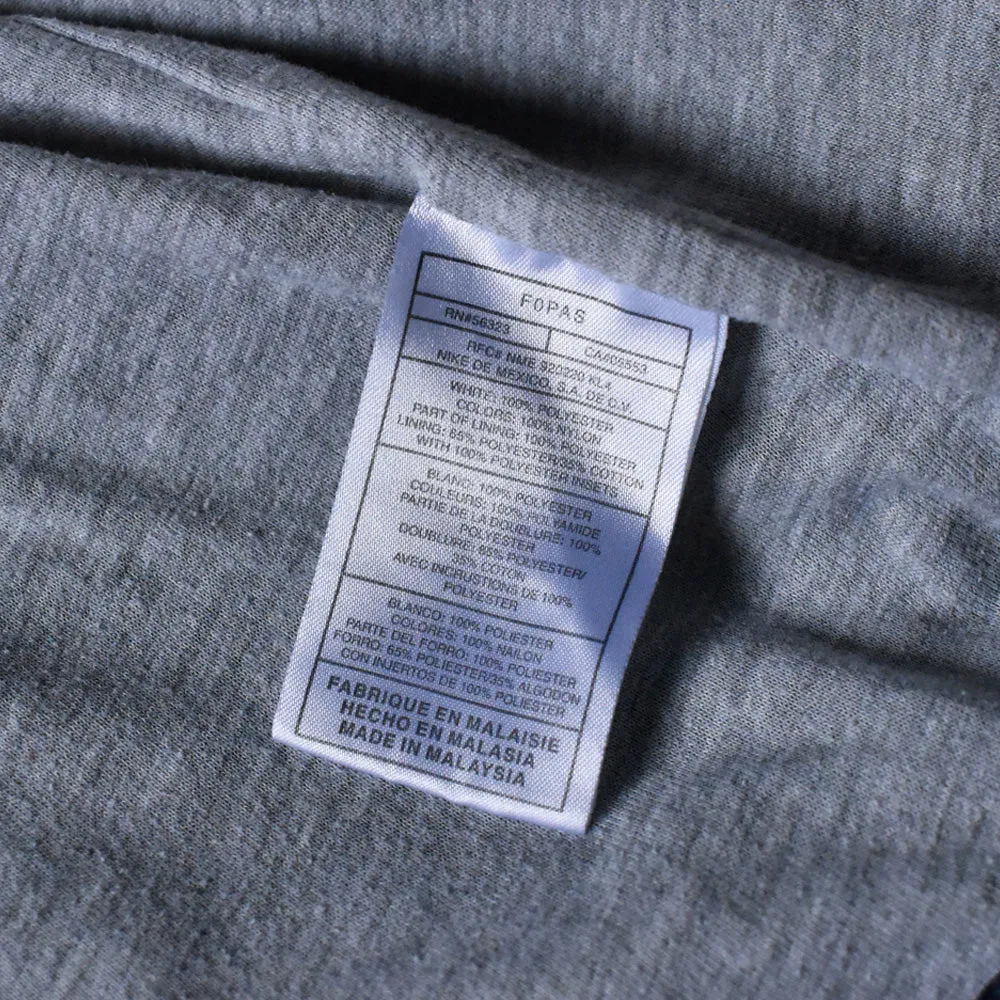 F0PAS
RN#56323 CA#05553
RFC# NME 920220 KL4
NIKE DE MEXICO, S.A. DE C.V.
WHITE: 100% POLYESTER
COLORS: 100% NYLON
PART OF LINING: 100% POLYESTER
LINING: 65% POLYESTER/35% COTTON
WITH 100% POLYESTER INSETS
BLANC: 100% POLYESTER
COULEURS: 100% POLYAMIDE
PARTIE DE LA DOUBLURE: 100%
POLYESTER
DOUBLURE: 65% POLYESTER/
35% COTON
AVEC INCRUSTIONS DE 100%
POLYESTER
BLANCO: 100% POLIESTER
COLORES: 100% NAILON
PARTE DEL FORRO: 100% POLIESTER
FORRO: 65% POLIESTER/35% ALGODON
CON INJERTOS DE 100% POLIESTER
FABRIQUE EN MALAISIE
HECHO EN MALASIA
MADE IN MALAYSIA